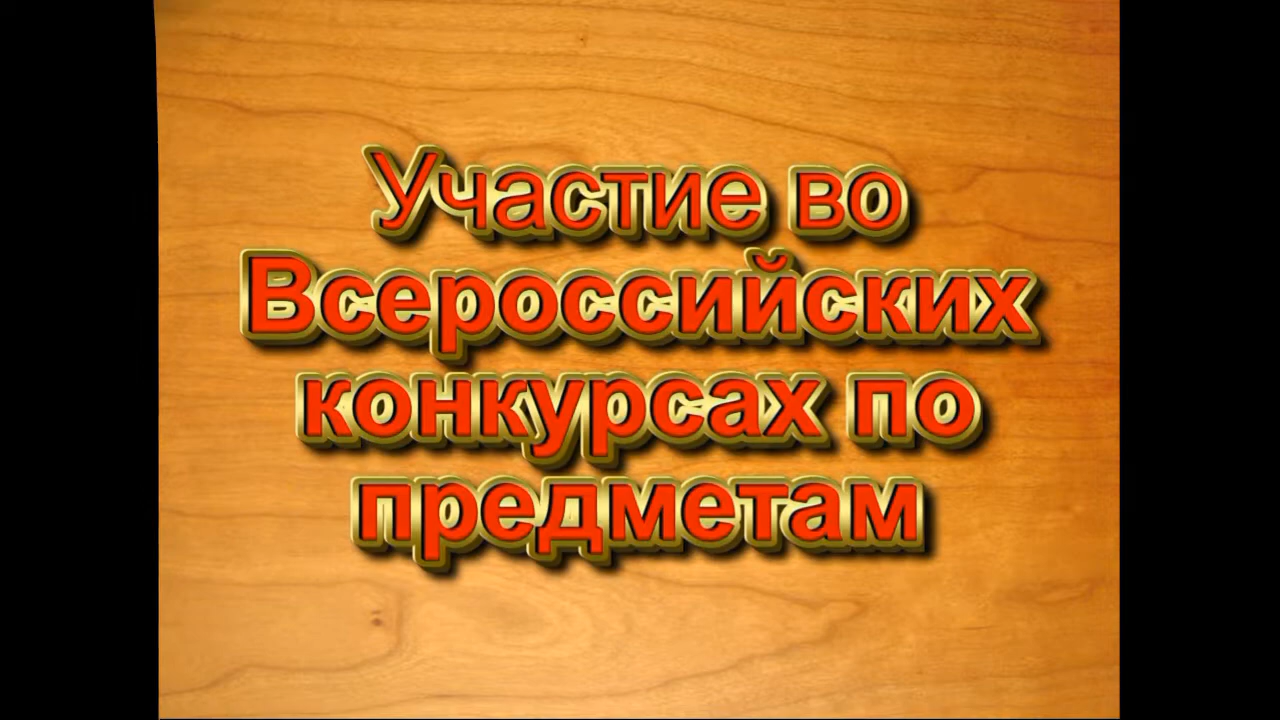 Участие во
Всероссийских
конкурсах по
предметам